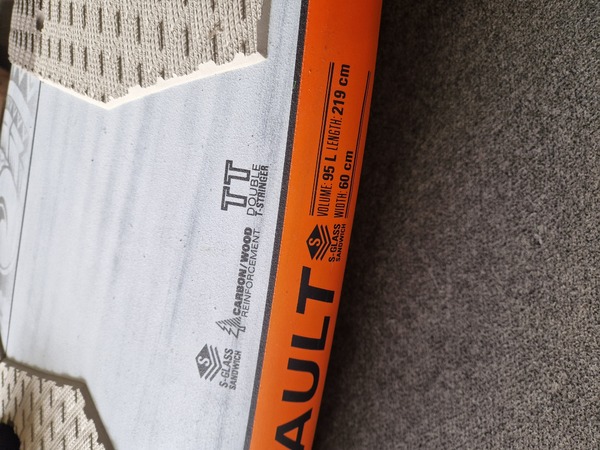 TT
DOUBLE
T-STRINGER
CARBON/WOOD
REINFORCEMENT
S
S-GLASS
SANDWICH
VOLUME: 95 L LENGTH: 219 cm
WIDTH: 60 cm
S
S-GLASS
SANDWICH
AULT